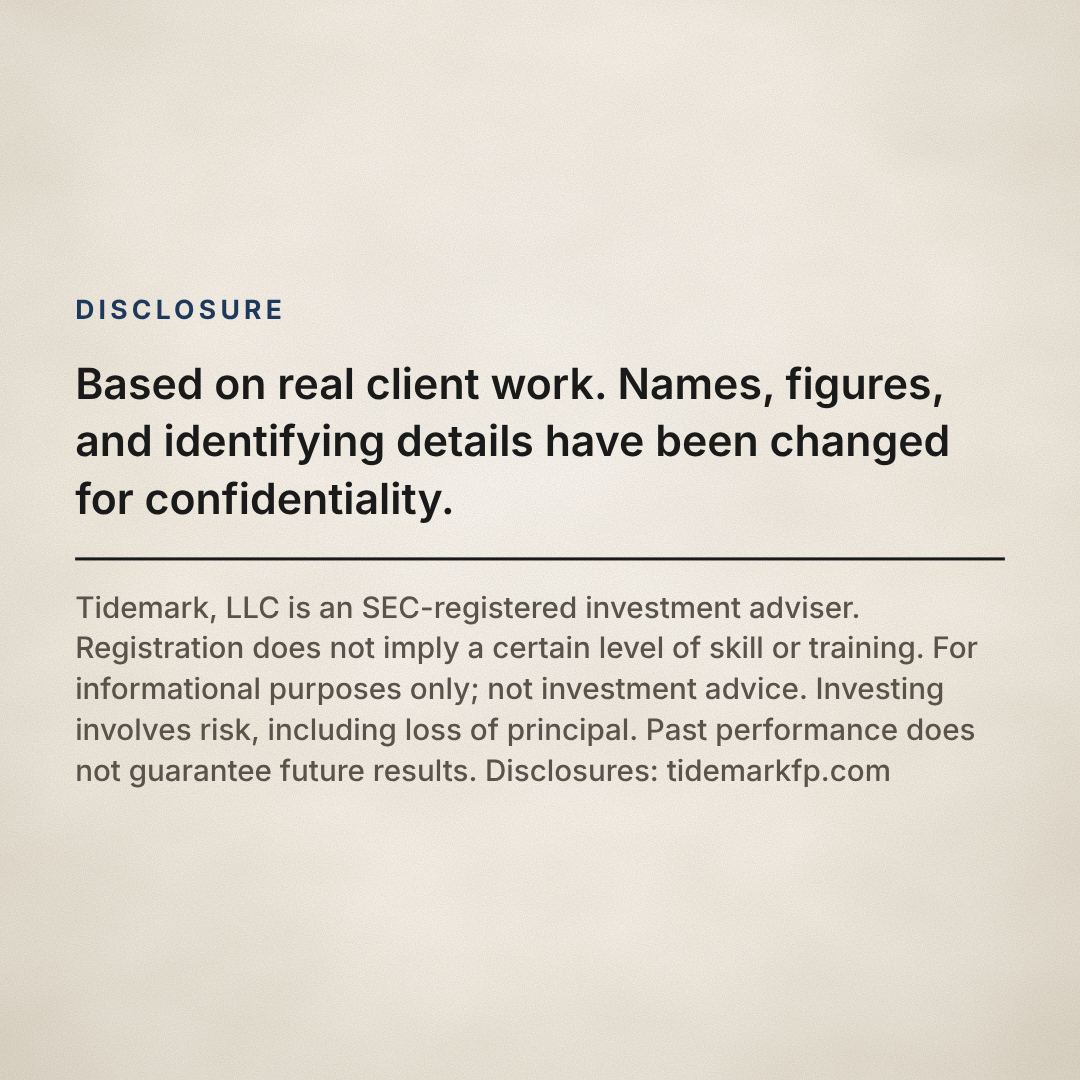 DISCLOSURE
Based on real client work. Names, figures,
and identifying details have been changed
for confidentiality.
Tidemark, LLC is an SEC-registered investment adviser.
Registration does not imply a certain level of skill or training. For
informational purposes only; not investment advice. Investing
involves risk, including loss of principal. Past performance does
not guarantee future results. Disclosures: tidemarkfp.com